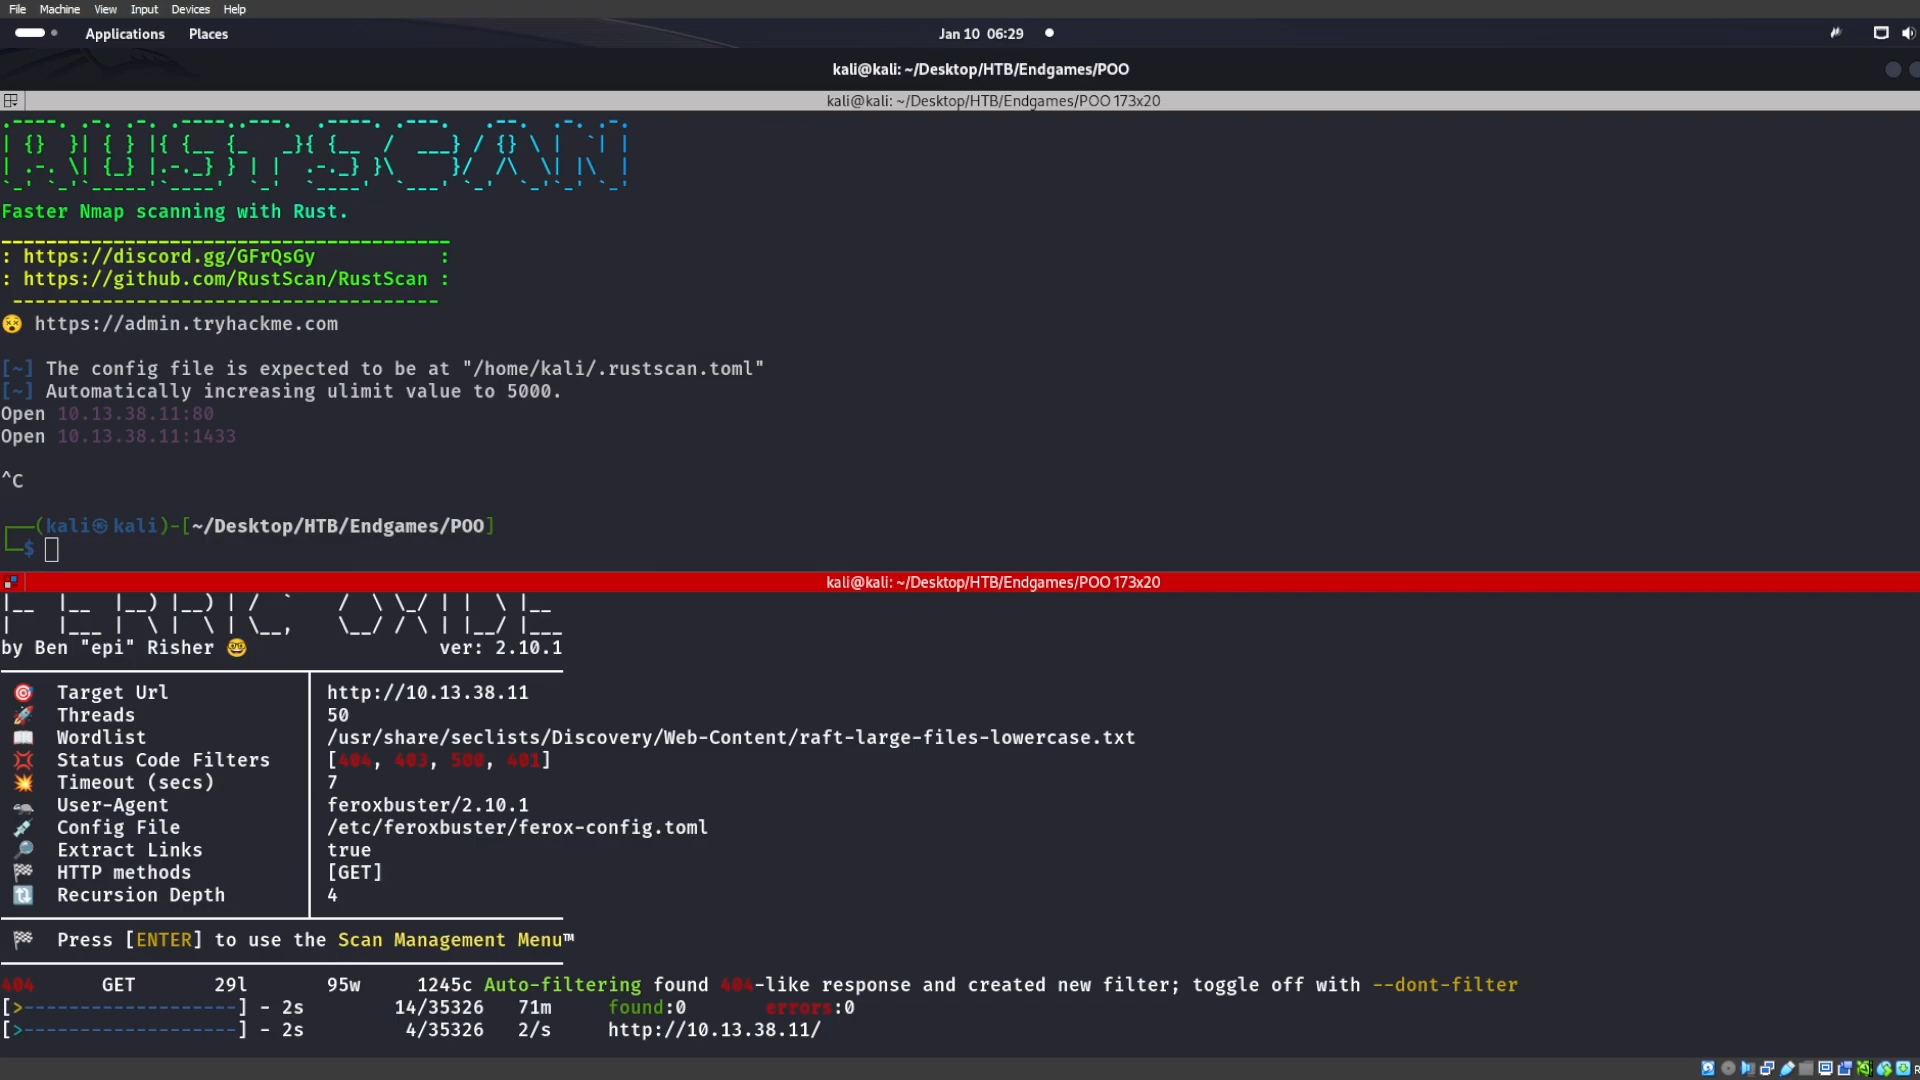 File Machine View Input Devices Help
Applications Places Jan 10 06:29
kali@kali: ~/Desktop/HTB/Endgames/POO
kali@kali: ~/Desktop/HTB/Endgames/POO 173x20
RUSTSCAN
Faster Nmap scanning with Rust.
________________________________________
: https://discord.gg/GFrQsGy :
: https://github.com/RustScan/RustScan :
--------------------------------------
https://admin.tryhackme.com
[~] The config file is expected to be at "/home/kali/.rustscan.toml"
[~] Automatically increasing ulimit value to 5000.
Open 10.13.38.11:80
Open 10.13.38.11:1433
^C
┌──(kali㉿kali)-[~/Desktop/HTB/Endgames/POO]
└─$
kali@kali: ~/Desktop/HTB/Endgames/POO 173x20
FERRIC OXIDE
by Ben "epi" Risher 🤓 ver: 2.10.1
🎯 Target Url │ http://10.13.38.11
🚀 Threads │ 50
📖 Wordlist │ /usr/share/seclists/Discovery/Web-Content/raft-large-files-lowercase.txt
💢 Status Code Filters │ [404, 403, 500, 401]
💥 Timeout (secs) │ 7
🦡 User-Agent │ feroxbuster/2.10.1
💉 Config File │ /etc/feroxbuster/ferox-config.toml
🔎 Extract Links │ true
🏁 HTTP methods │ [GET]
🔃 Recursion Depth │ 4
🏁 Press [ENTER] to use the Scan Management Menu™
404 GET 29l 95w 1245c Auto-filtering found 404-like response and created new filter; toggle off with --dont-filter
[>-------------------] - 2s 14/35326 71m found:0 errors:0
[>-------------------] - 2s 4/35326 2/s http://10.13.38.11/